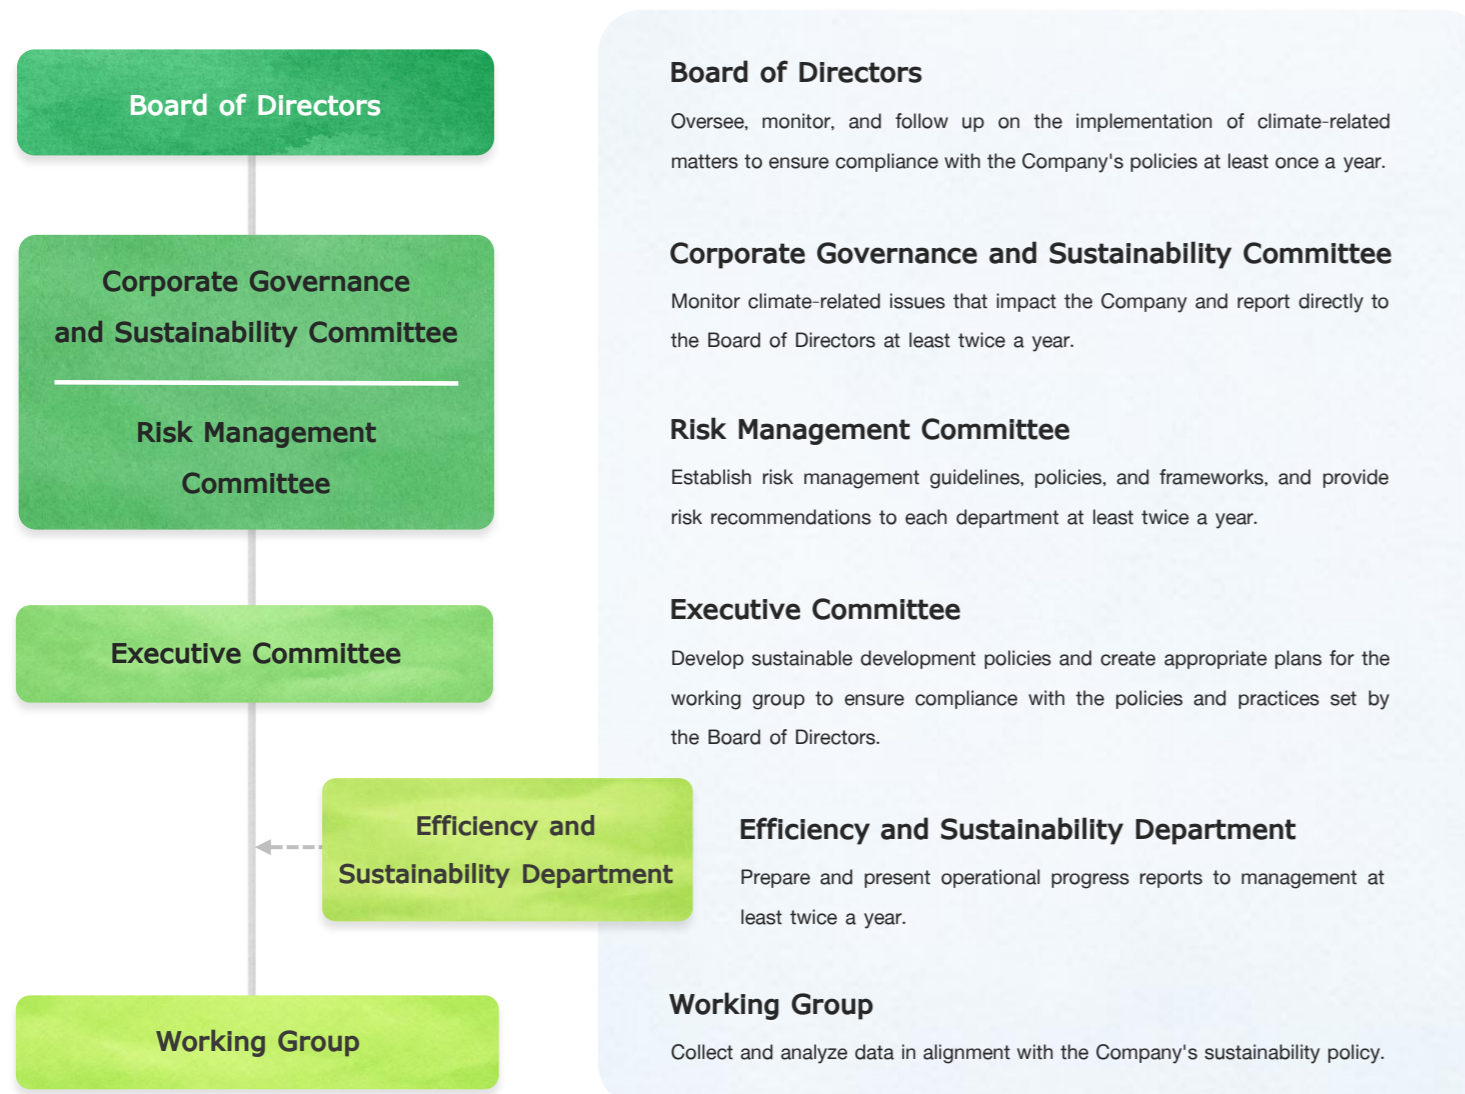 Board of Directors
Corporate Governance
and Sustainability Committee
Risk Management
Committee
Executive Committee
Efficiency and
Sustainability Department
Working Group
Board of Directors
Oversee, monitor, and follow up on the implementation of climate-related
matters to ensure compliance with the Company's policies at least once a year.
Corporate Governance and Sustainability Committee
Monitor climate-related issues that impact the Company and report directly to
the Board of Directors at least twice a year.
Risk Management Committee
Establish risk management guidelines, policies, and frameworks, and provide
risk recommendations to each department at least twice a year.
Executive Committee
Develop sustainable development policies and create appropriate plans for the
working group to ensure compliance with the policies and practices set by
the Board of Directors.
Efficiency and Sustainability Department
Prepare and present operational progress reports to management at
least twice a year.
Working Group
Collect and analyze data in alignment with the Company's sustainability policy.